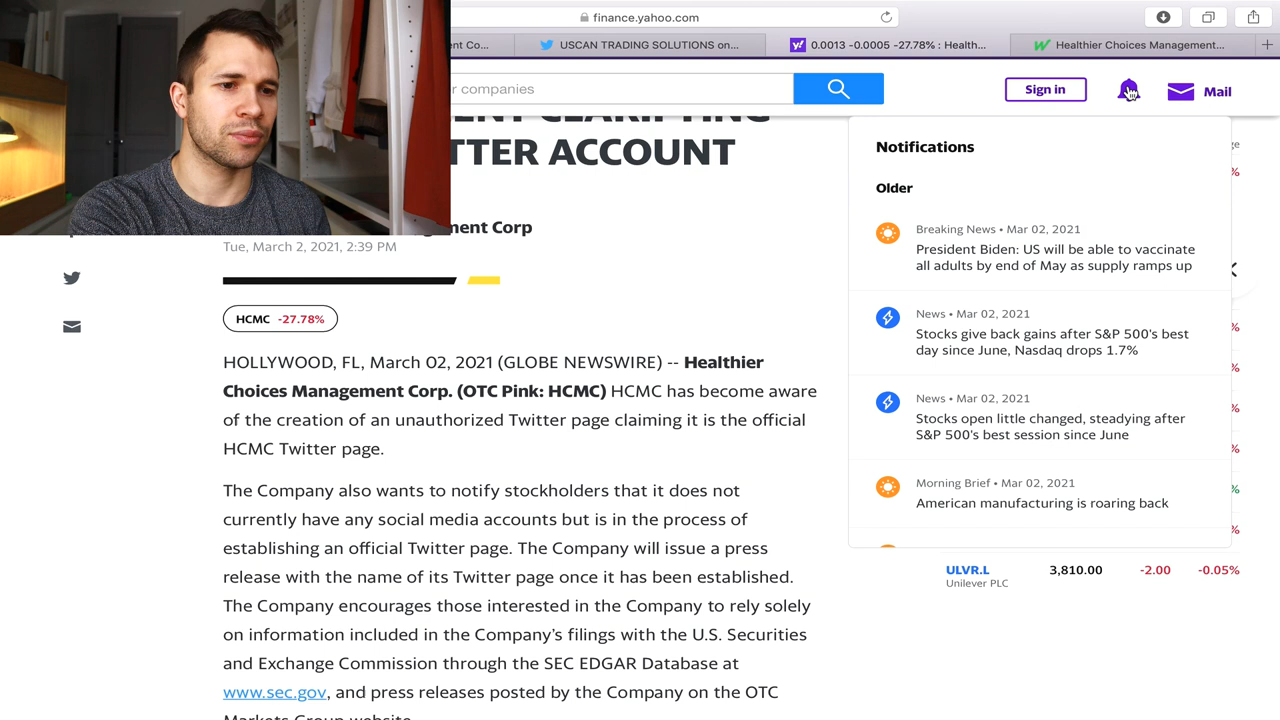 finance.yahoo.com
ent Co...
USCAN TRADING SOLUTIONS on...
0.0013 -0.0005 -27.78% : Health...
Healthier Choices Management...
r companies
Sign in
Mail
TTER ACCOUNT
ment Corp
Tue, March 2, 2021, 2:39 PM
HCMC -27.78%
HOLLYWOOD, FL, March 02, 2021 (GLOBE NEWSWIRE) -- Healthier
Choices Management Corp. (OTC Pink: HCMC) HCMC has become aware
of the creation of an unauthorized Twitter page claiming it is the official
HCMC Twitter page.
The Company also wants to notify stockholders that it does not
currently have any social media accounts but is in the process of
establishing an official Twitter page. The Company will issue a press
release with the name of its Twitter page once it has been established.
The Company encourages those interested in the Company to rely solely
on information included in the Company's filings with the U.S. Securities
and Exchange Commission through the SEC EDGAR Database at
www.sec.gov, and press releases posted by the Company on the OTC
Markets Group website.
Notifications
Older
Breaking News • Mar 02, 2021
President Biden: US will be able to vaccinate
all adults by end of May as supply ramps up
News • Mar 02, 2021
Stocks give back gains after S&P 500's best
day since June, Nasdaq drops 1.7%
News • Mar 02, 2021
Stocks open little changed, steadying after
S&P 500's best session since June
Morning Brief • Mar 02, 2021
American manufacturing is roaring back
ULVR.L 3,810.00 -2.00 -0.05%
Unilever PLC